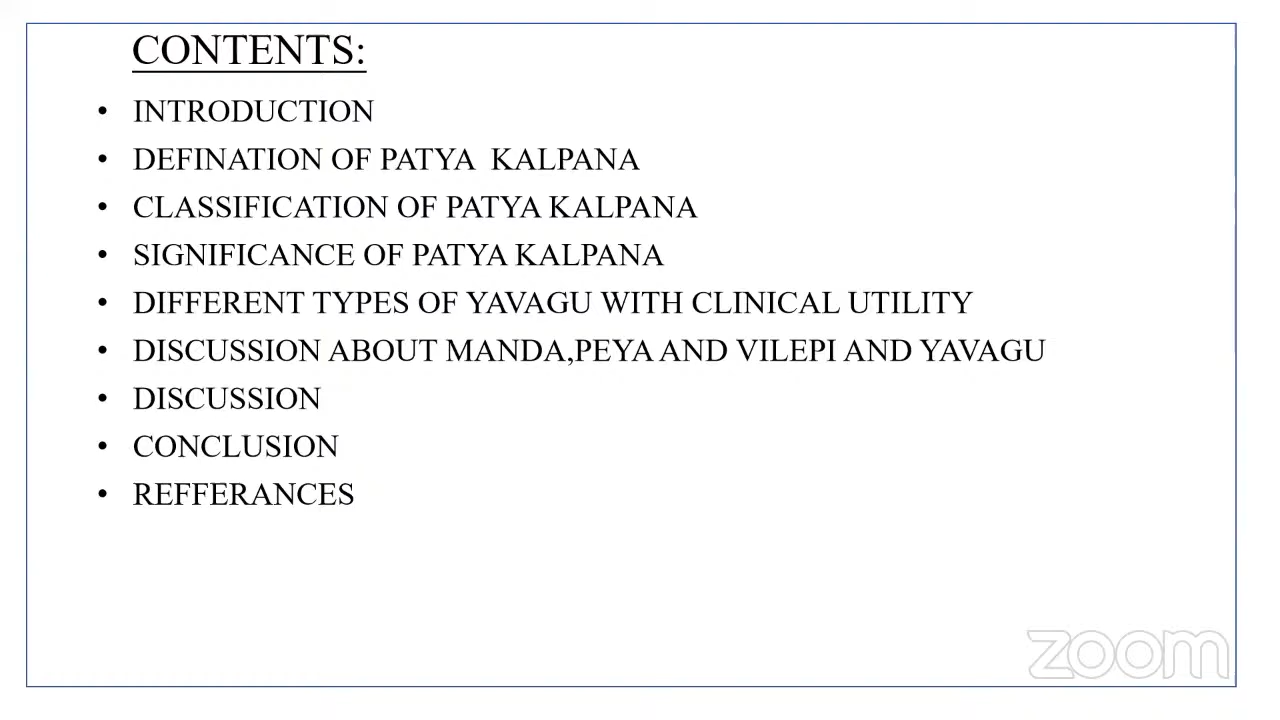 CONTENTS:
• INTRODUCTION
• DEFINATION OF PATYA KALPANA
• CLASSIFICATION OF PATYA KALPANA
• SIGNIFICANCE OF PATYA KALPANA
• DIFFERENT TYPES OF YAVAGU WITH CLINICAL UTILITY
• DISCUSSION ABOUT MANDA,PEYA AND VILEPI AND YAVAGU
• DISCUSSION
• CONCLUSION
• REFFERANCES
zoom